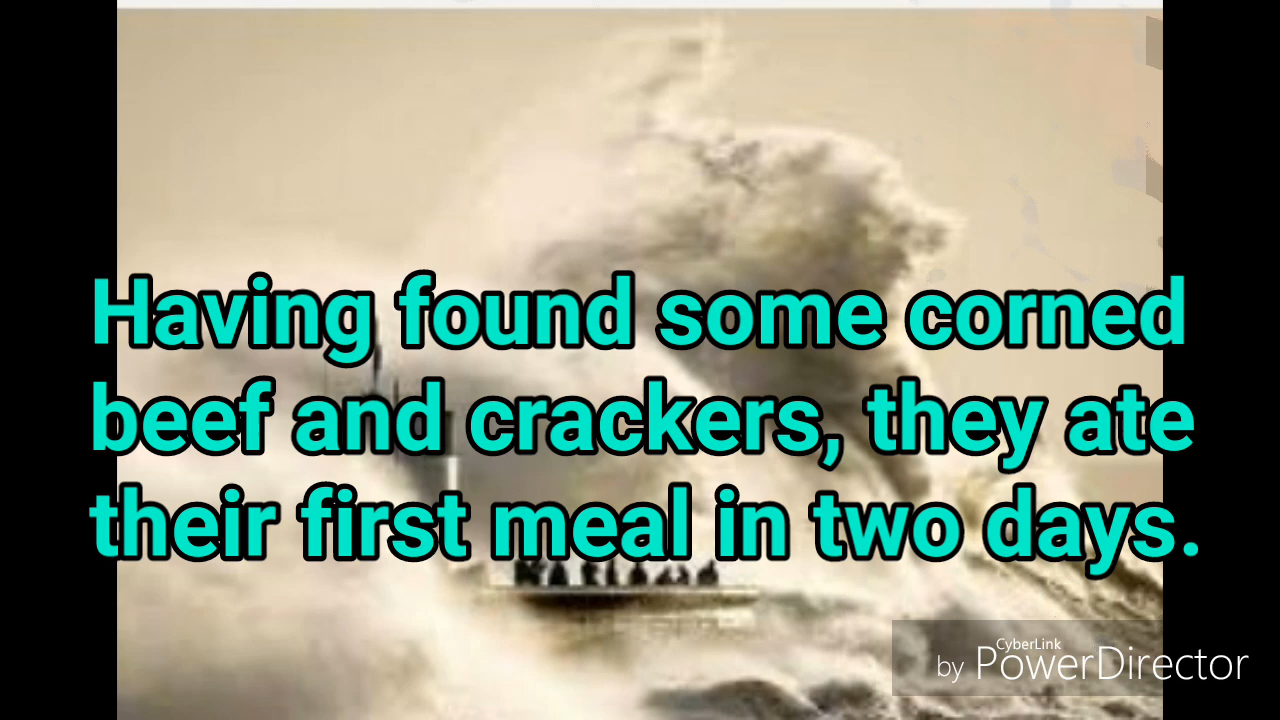 Having found some corned
beef and crackers, they ate
their first meal in two days.
CyberLink
by PowerDirector